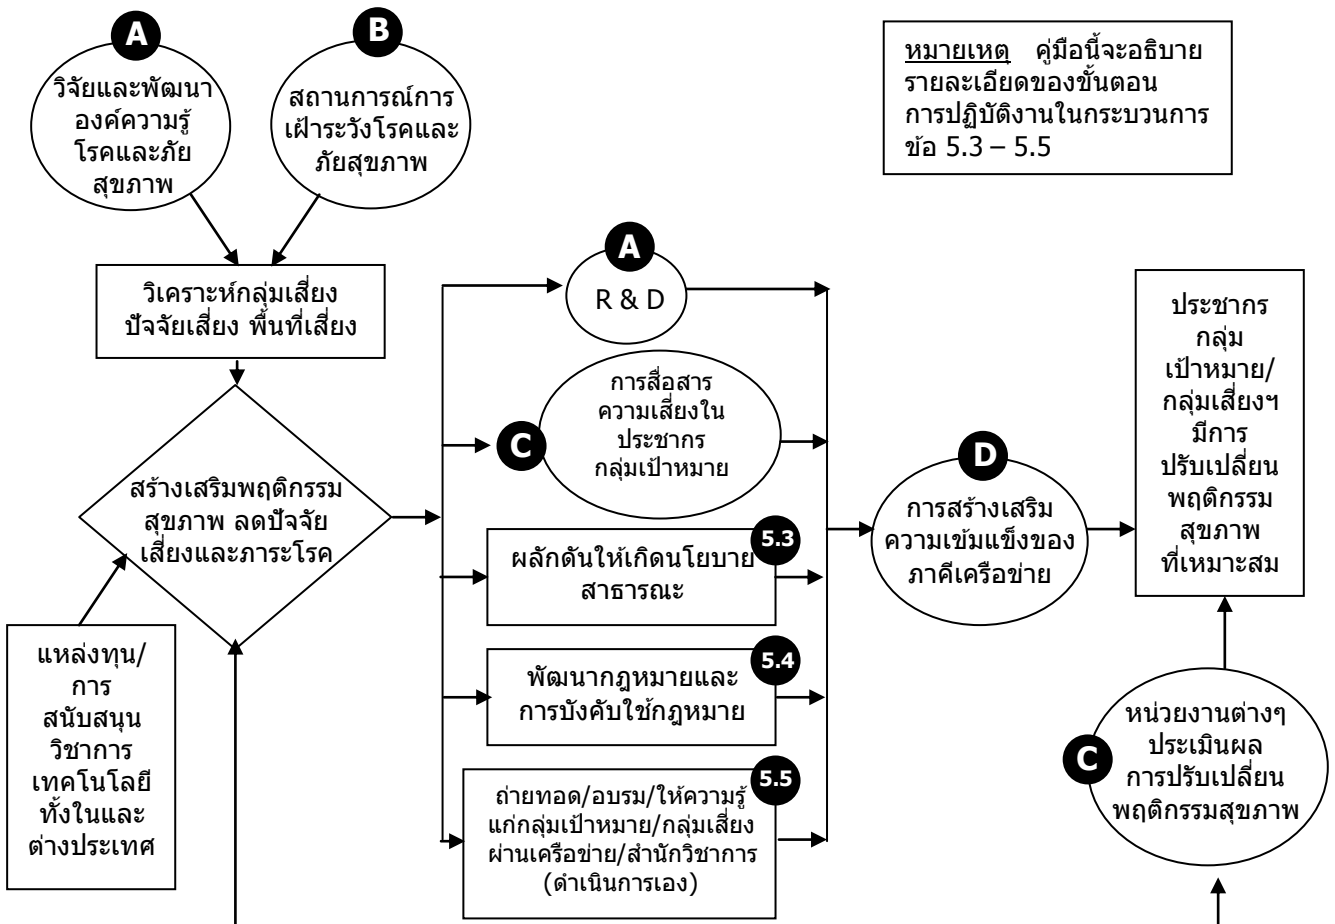 A
วิจัยและพัฒนา
องค์ความรู้
โรคและภัย
สุขภาพ
B
สถานการณ์การ
เฝ้าระวังโรคและ
ภัยสุขภาพ
หมายเหตุ คู่มือนี้จะอธิบาย
รายละเอียดของขั้นตอน
การปฏิบัติงานในกระบวนการ
ข้อ 5.3 – 5.5
วิเคราะห์กลุ่มเสี่ยง
ปัจจัยเสี่ยง พื้นที่เสี่ยง
สร้างเสริมพฤติกรรม
สุขภาพ ลดปัจจัย
เสี่ยงและภาระโรค
แหล่งทุน/
การ
สนับสนุน
วิชาการ
เทคโนโลยี
ทั้งในและ
ต่างประเทศ
A
R & D
C
การสื่อสาร
ความเสี่ยงใน
ประชากร
กลุ่มเป้าหมาย
5.3
ผลักดันให้เกิดนโยบาย
สาธารณะ
5.4
พัฒนากฎหมายและ
การบังคับใช้กฎหมาย
5.5
ถ่ายทอด/อบรม/ให้ความรู้
แก่กลุ่มเป้าหมาย/กลุ่มเสี่ยง
ผ่านเครือข่าย/สำนักวิชาการ
(ดำเนินการเอง)
D
การสร้างเสริม
ความเข้มแข็งของ
ภาคีเครือข่าย
ประชากร
กลุ่ม
เป้าหมาย/
กลุ่มเสี่ยงฯ
มีการ
ปรับเปลี่ยน
พฤติกรรม
สุขภาพ
ที่เหมาะสม
C
หน่วยงานต่างๆ
ประเมินผล
การปรับเปลี่ยน
พฤติกรรมสุขภาพ